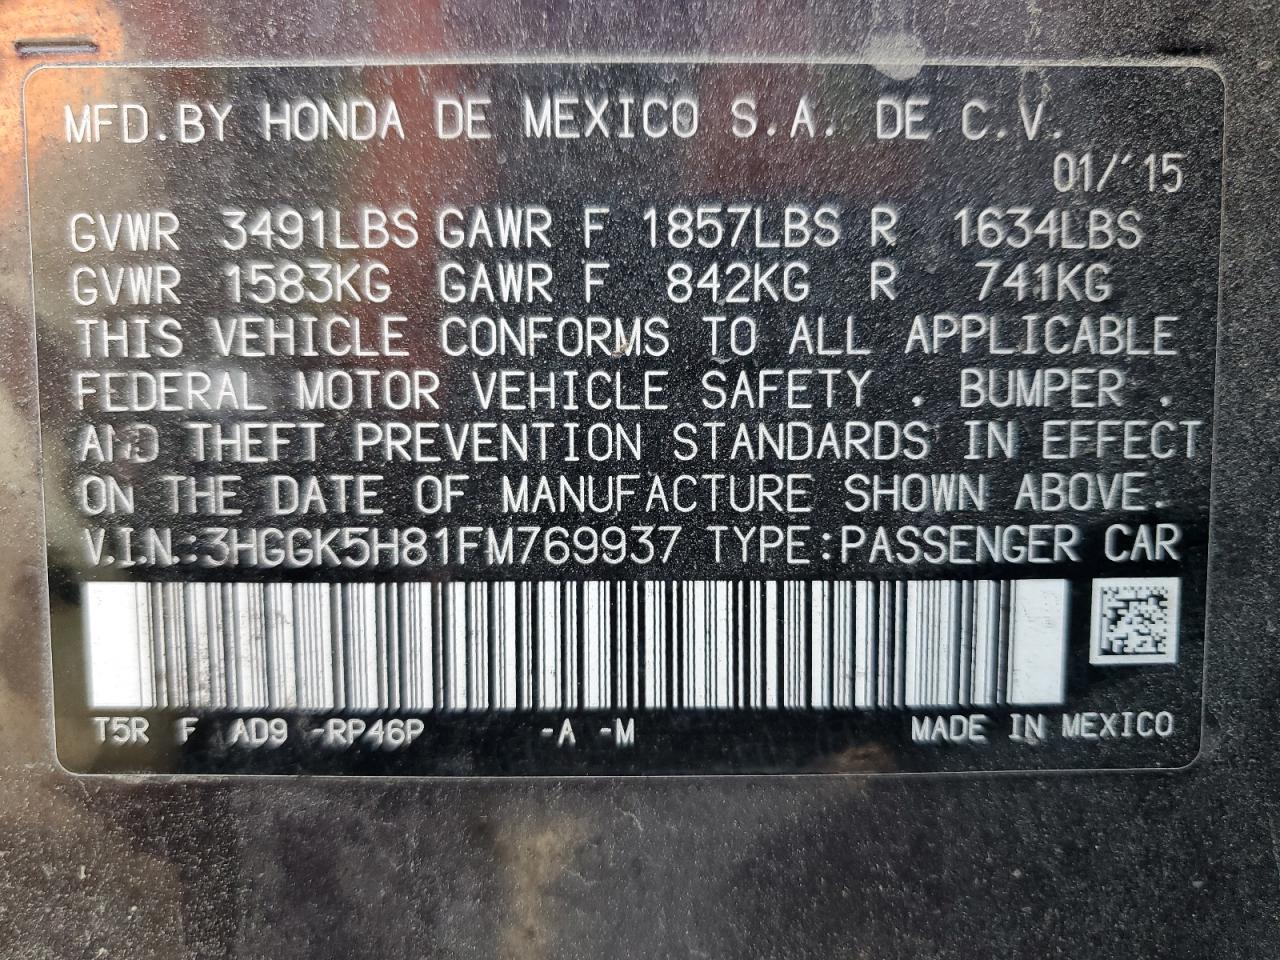 MFD.BY HONDA DE MEXICO S.A. DE C.V.
01/'15
GVWR 3491LBS GAWR F 1857LBS R 1634LBS
GVWR 1583KG GAWR F 842KG R 741KG
THIS VEHICLE CONFORMS TO ALL APPLICABLE
FEDERAL MOTOR VEHICLE SAFETY , BUMPER ,
AND THEFT PREVENTION STANDARDS IN EFFECT
ON THE DATE OF MANUFACTURE SHOWN ABOVE.
V.I.N.:3HGGK5H81FM769937 TYPE:PASSENGER CAR
T5R F AD9 -RP46P -A -M MADE IN MEXICO